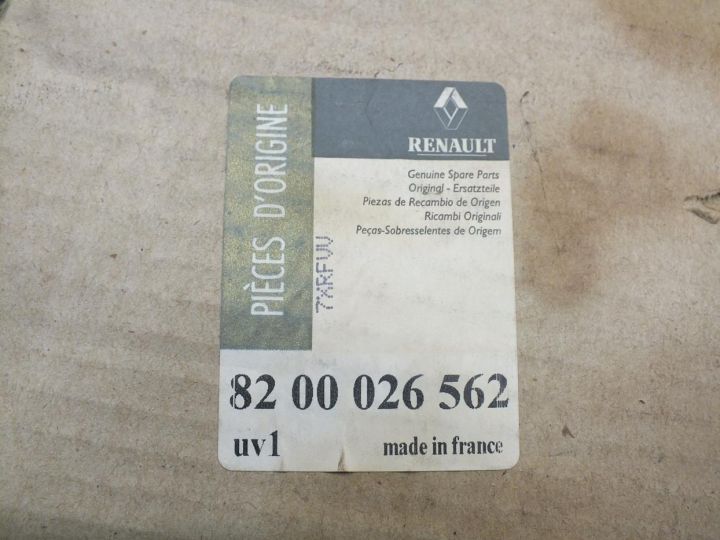 PIÈCES D'ORIGINE
RENAULT
Genuine Spare Parts
Original - Ersatzteile
Piezas de Recambio de Origen
Ricambi Originali
Peças-Sobresselentes de Origem
7XRFUU
82 00 026 562
uv1
made in france